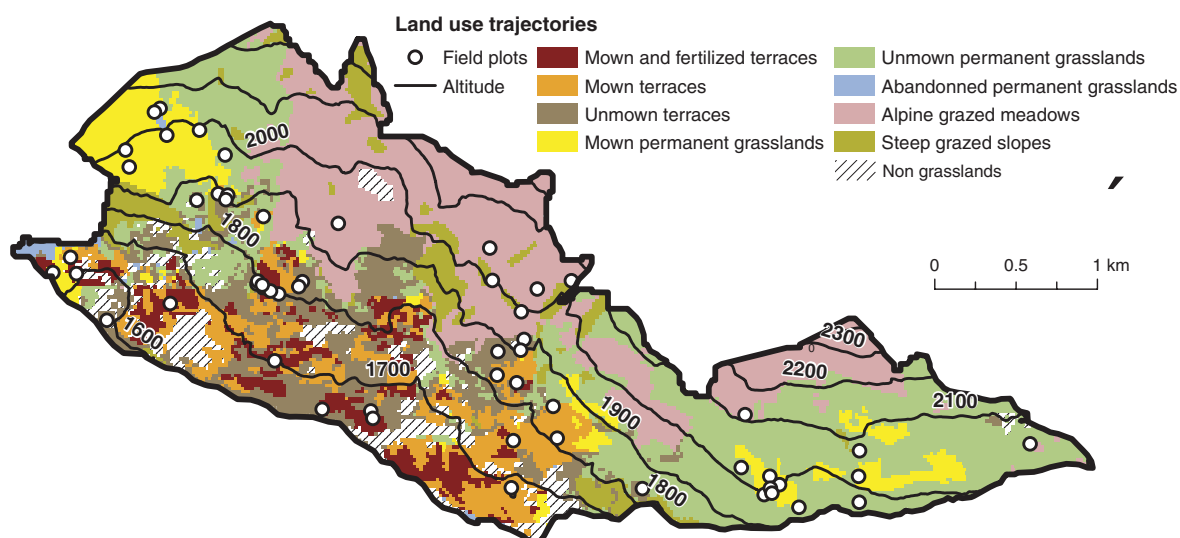 Land use trajectories
Field plots
Altitude
Mown and fertilized terraces
Mown terraces
Unmown terraces
Mown permanent grasslands
Unmown permanent grasslands
Abandonned permanent grasslands
Alpine grazed meadows
Steep grazed slopes
Non grasslands
2000
1800
0 0.5 1 km
1600
1700
2300
0
2200
2100
1900
1800